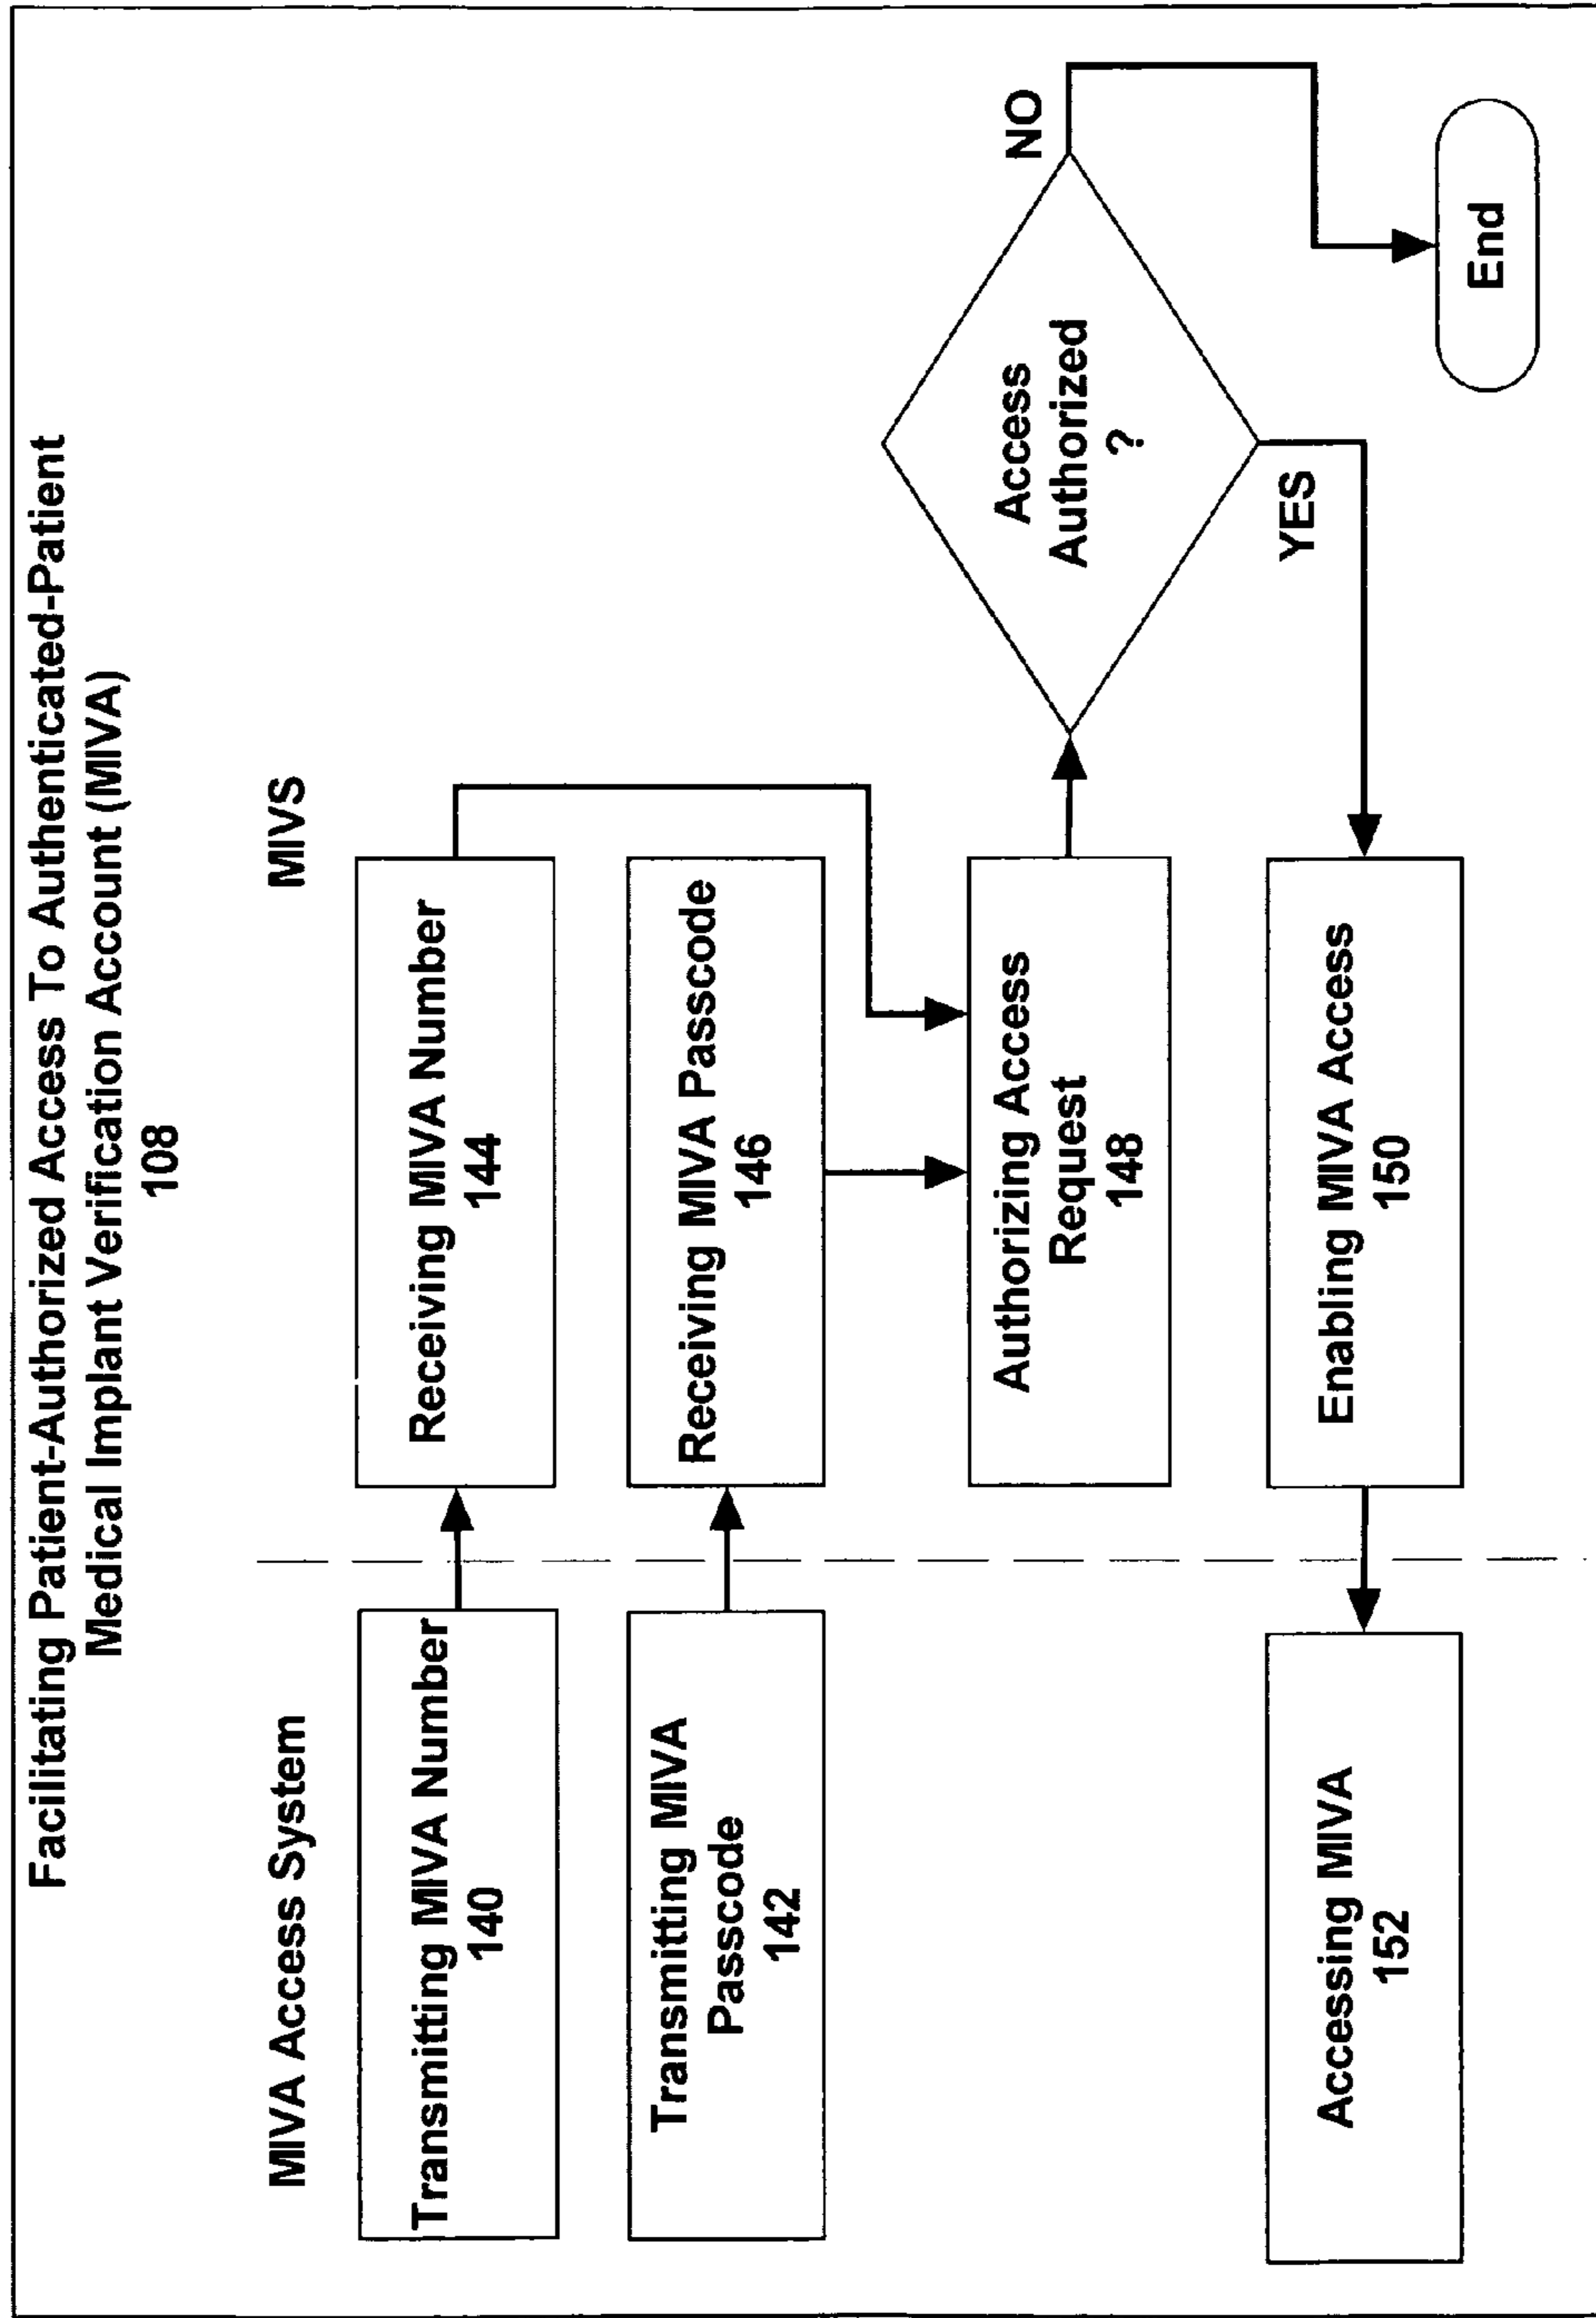 Facilitating Patient-Authorized Access To Authenticated-Patient
Medical Implant Verification Account (MIVA)
108
MIVA Access System
MIVS
Transmitting MIVA Number
140
Receiving MIVA Number
144
Transmitting MIVA
Passcode
142
Receiving MIVA Passcode
146
Authorizing Access
Request
148
Access
Authorized
?
NO
YES
End
Enabling MIVA Access
150
Accessing MIVA
152